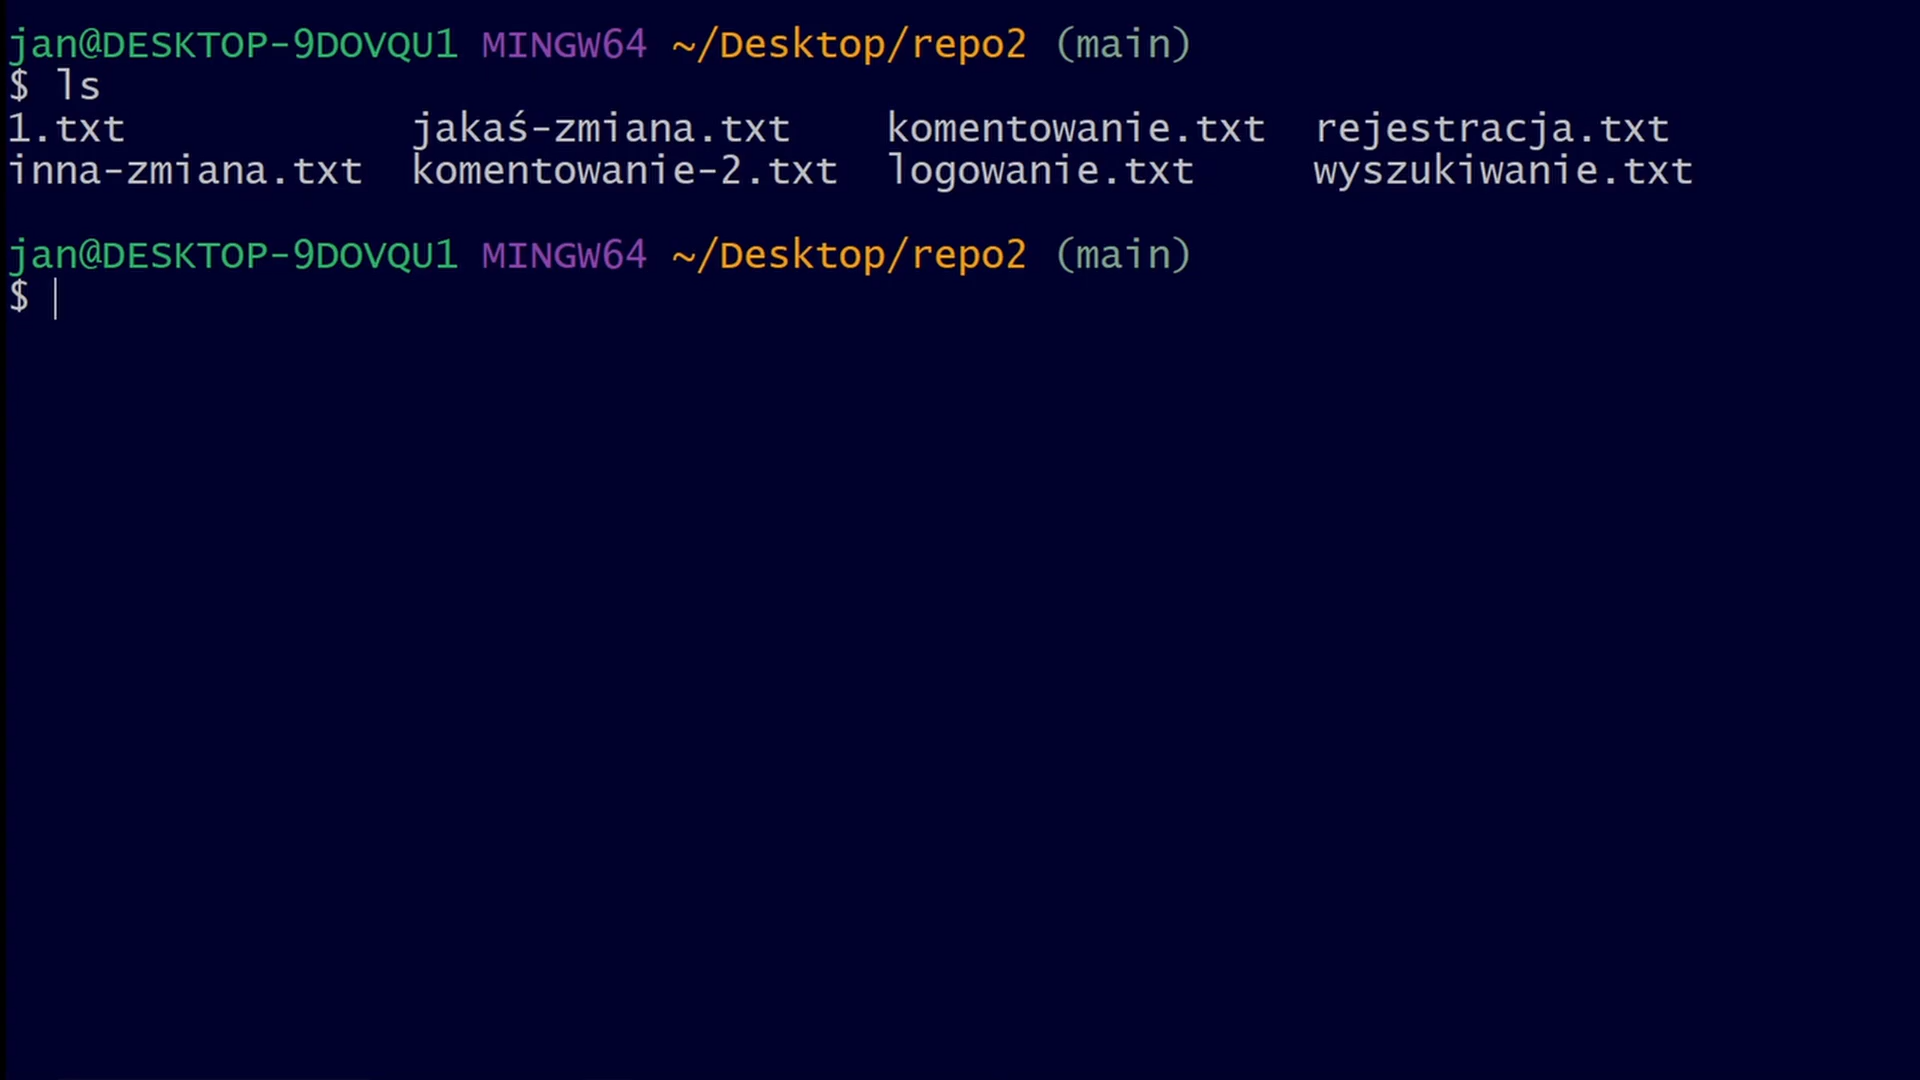 jan@DESKTOP-9DOVQU1 MINGW64 ~/Desktop/repo2 (main)
$ ls
1.txt jakaś-zmiana.txt komentowanie.txt rejestracja.txt
inna-zmiana.txt komentowanie-2.txt logowanie.txt wyszukiwanie.txt
jan@DESKTOP-9DOVQU1 MINGW64 ~/Desktop/repo2 (main)
$